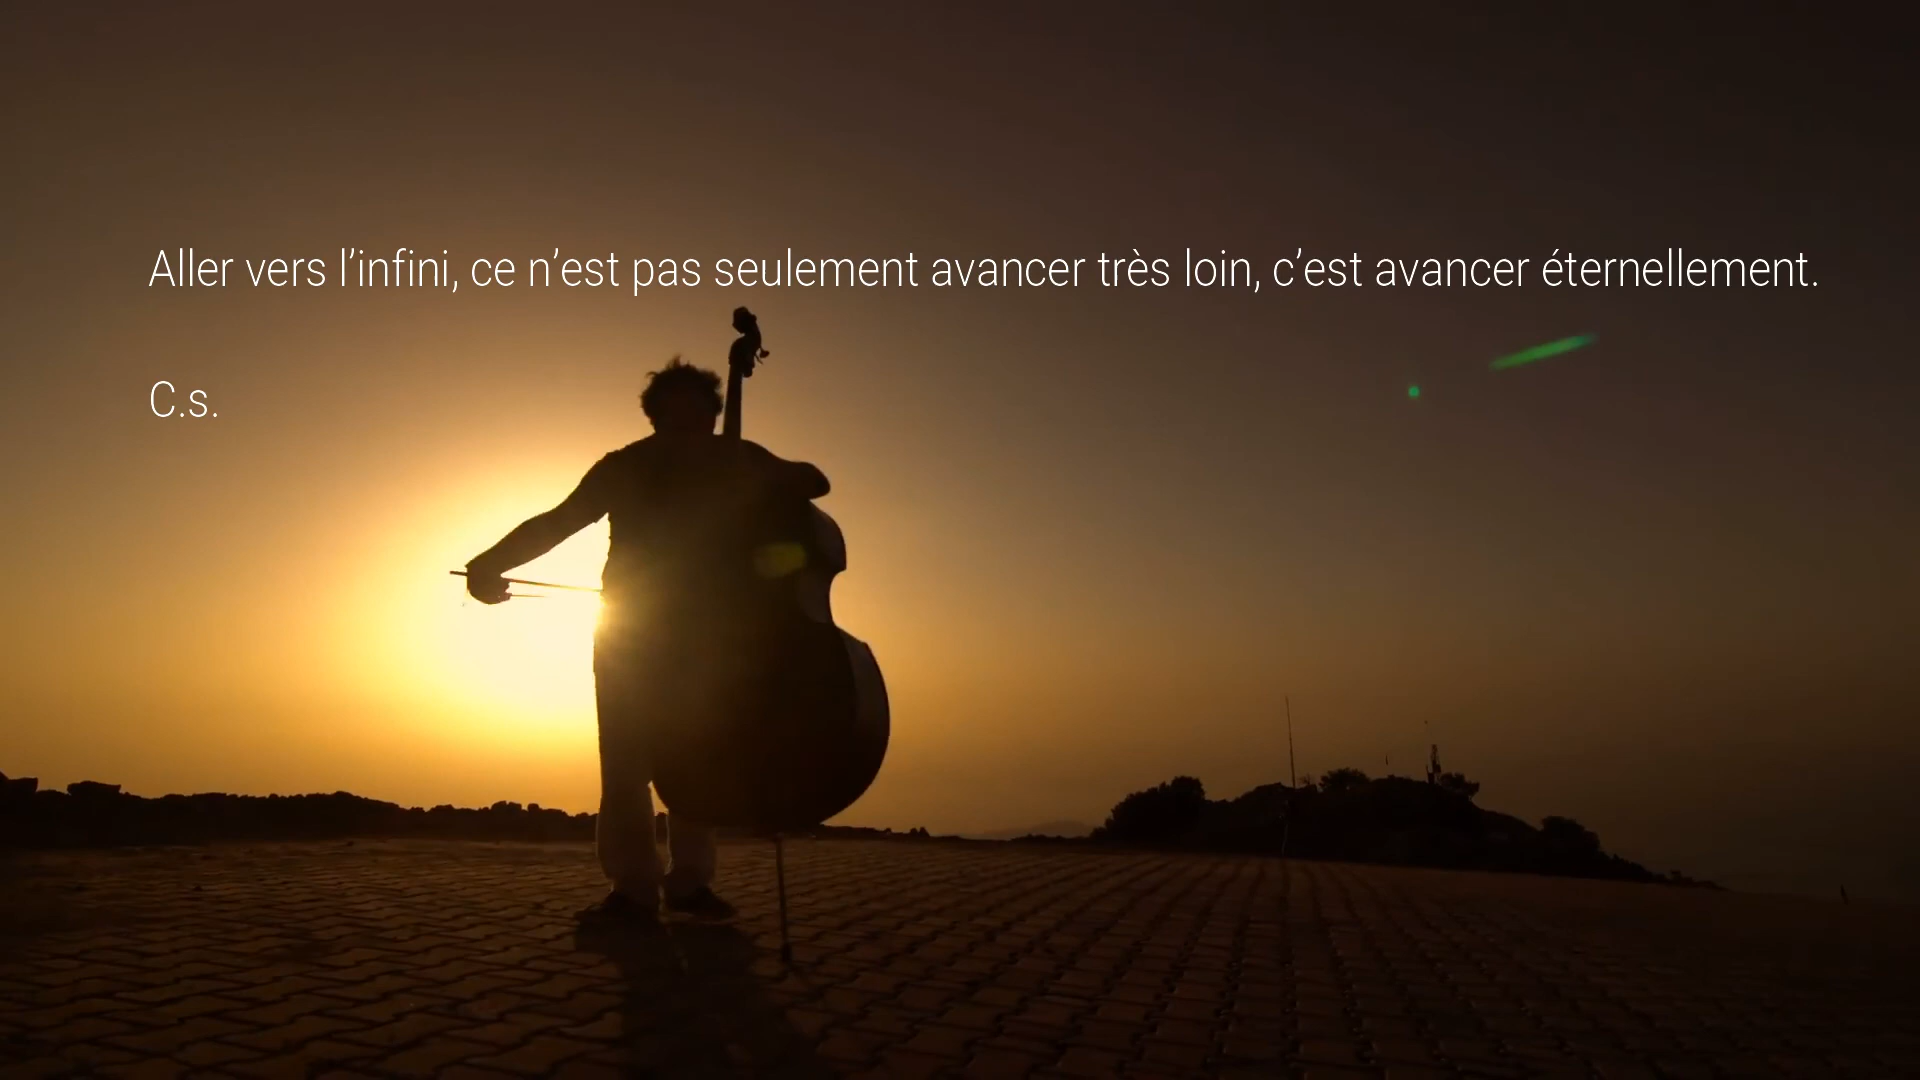 Aller vers l’infini, ce n’est pas seulement avancer très loin, c’est avancer éternellement.
C.s.